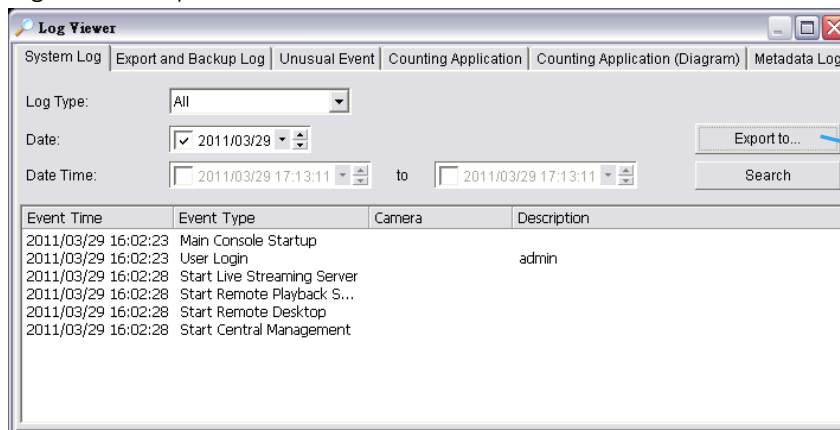 Log Viewer
System Log Export and Backup Log Unusual Event Counting Application Counting Application (Diagram) Metadata Log
Log Type: All
Date: 2011/03/29 Export to...
Date Time: 2011/03/29 17:13:11 to 2011/03/29 17:13:11 Search
Event Time Event Type Camera Description
2011/03/29 16:02:23 Main Console Startup
2011/03/29 16:02:23 User Login admin
2011/03/29 16:02:28 Start Live Streaming Server
2011/03/29 16:02:28 Start Remote Playback S...
2011/03/29 16:02:28 Start Remote Desktop
2011/03/29 16:02:28 Start Central Management